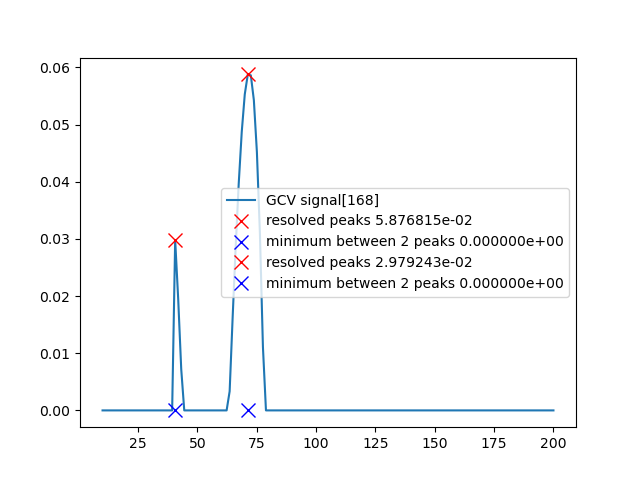 0.06
0.05
0.04
0.03
0.02
0.01
0.00
GCV signal[168]
resolved peaks 5.876815e-02
minimum between 2 peaks 0.000000e+00
resolved peaks 2.979243e-02
minimum between 2 peaks 0.000000e+00
25 50 75 100 125 150 175 200